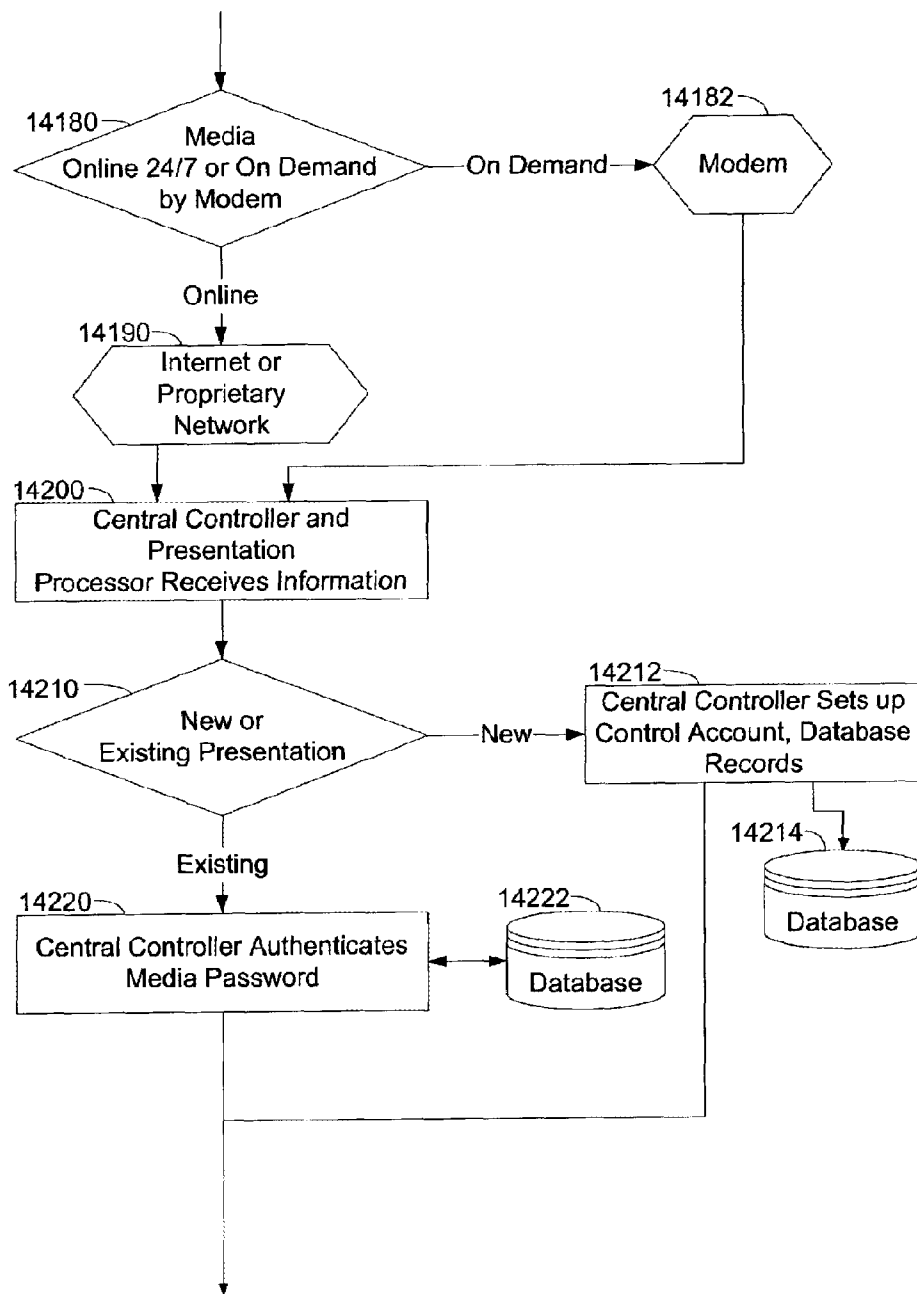 14180
Media
Online 24/7 or On Demand
by Modem
On Demand
14182
Modem
Online
14190
Internet or
Proprietary
Network
14200
Central Controller and
Presentation
Processor Receives Information
14210
New or
Existing Presentation
New
14212
Central Controller Sets up
Control Account, Database
Records
14214
Database
Existing
14220
Central Controller Authenticates
Media Password
14222
Database